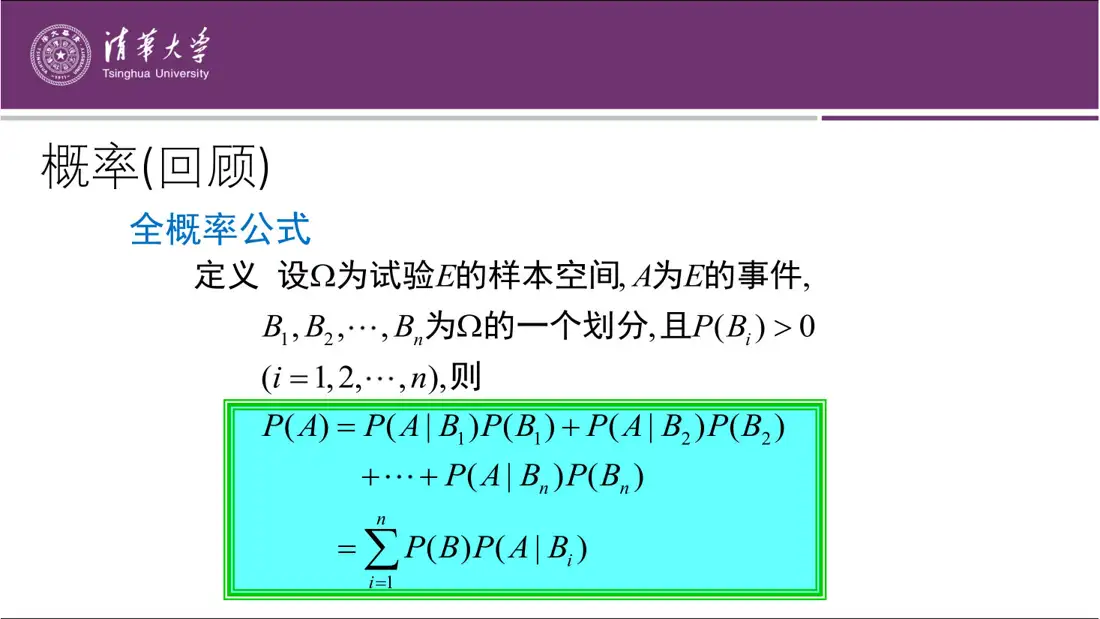 清华大学
Tsinghua University
概率(回顾)
全概率公式
定义 设Ω为试验E的样本空间, A为E的事件,
B₁, B₂, ⋯, Bₙ为Ω的一个划分, 且P(Bᵢ) > 0
(i = 1, 2, ⋯, n), 则
P(A) = P(A | B₁)P(B₁) + P(A | B₂)P(B₂)
+ ⋯ + P(A | Bₙ)P(Bₙ)
= ∑ᵢ₌₁ⁿ P(B)P(A | Bᵢ)